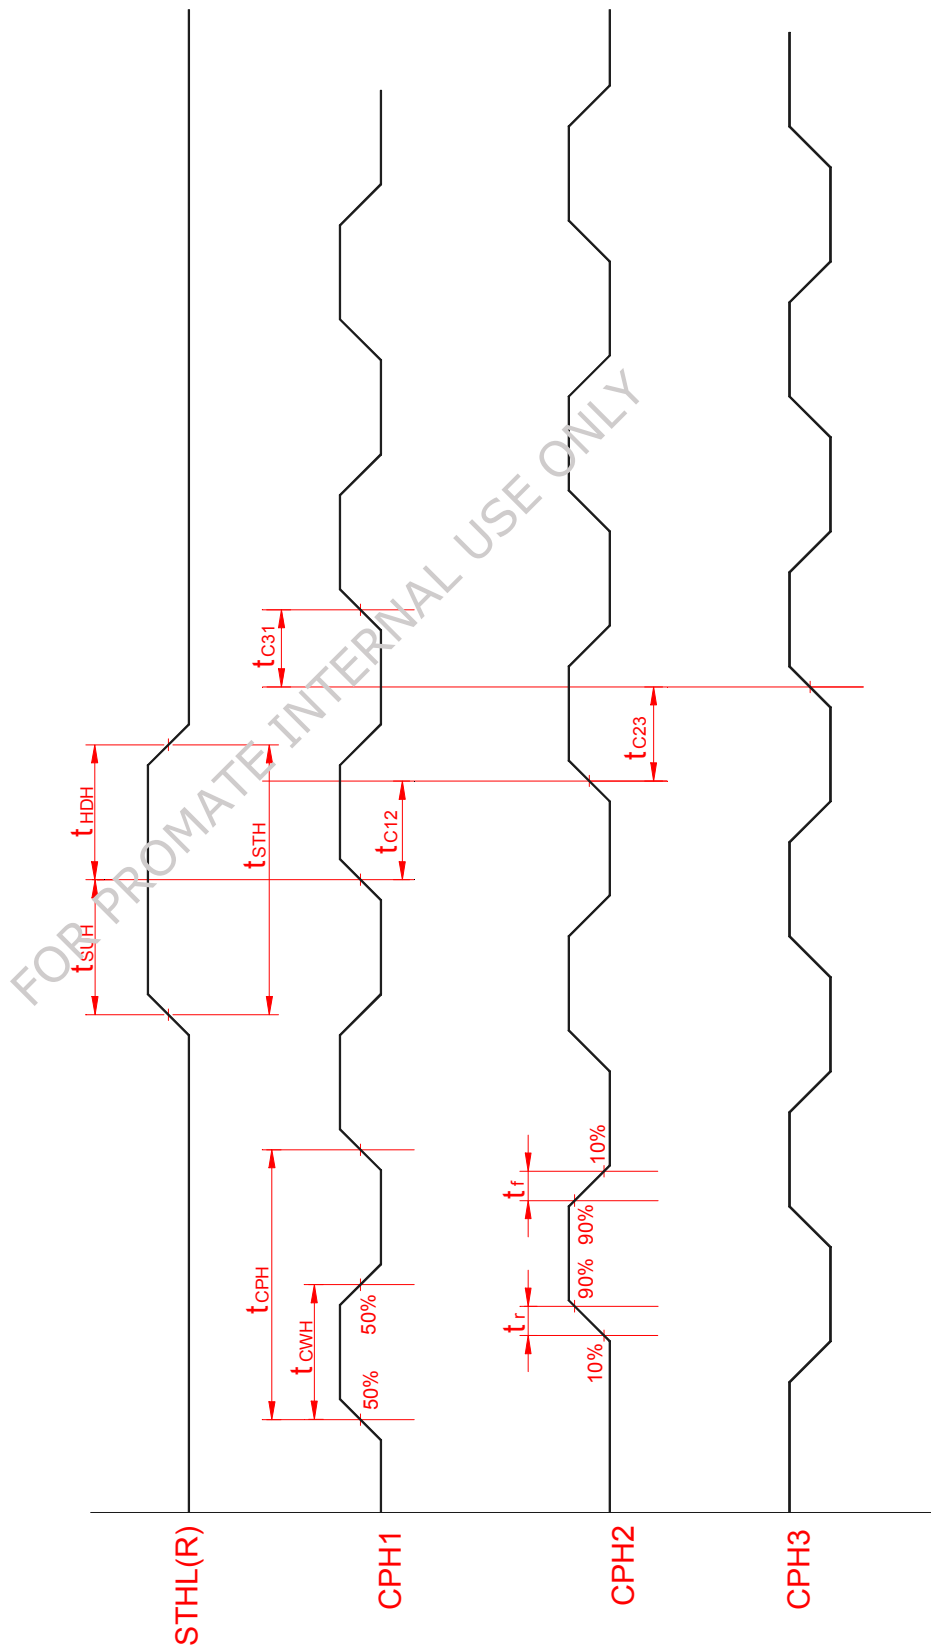 STHL(R)
tSUH
tHDH
tSTH
CPH1
tCPH
tCWH
50%
50%
tC12
tC31
CPH2
tr
tf
10%
90%
90%
10%
tC23
CPH3
FOR PROMATE INTERNAL USE ONLY